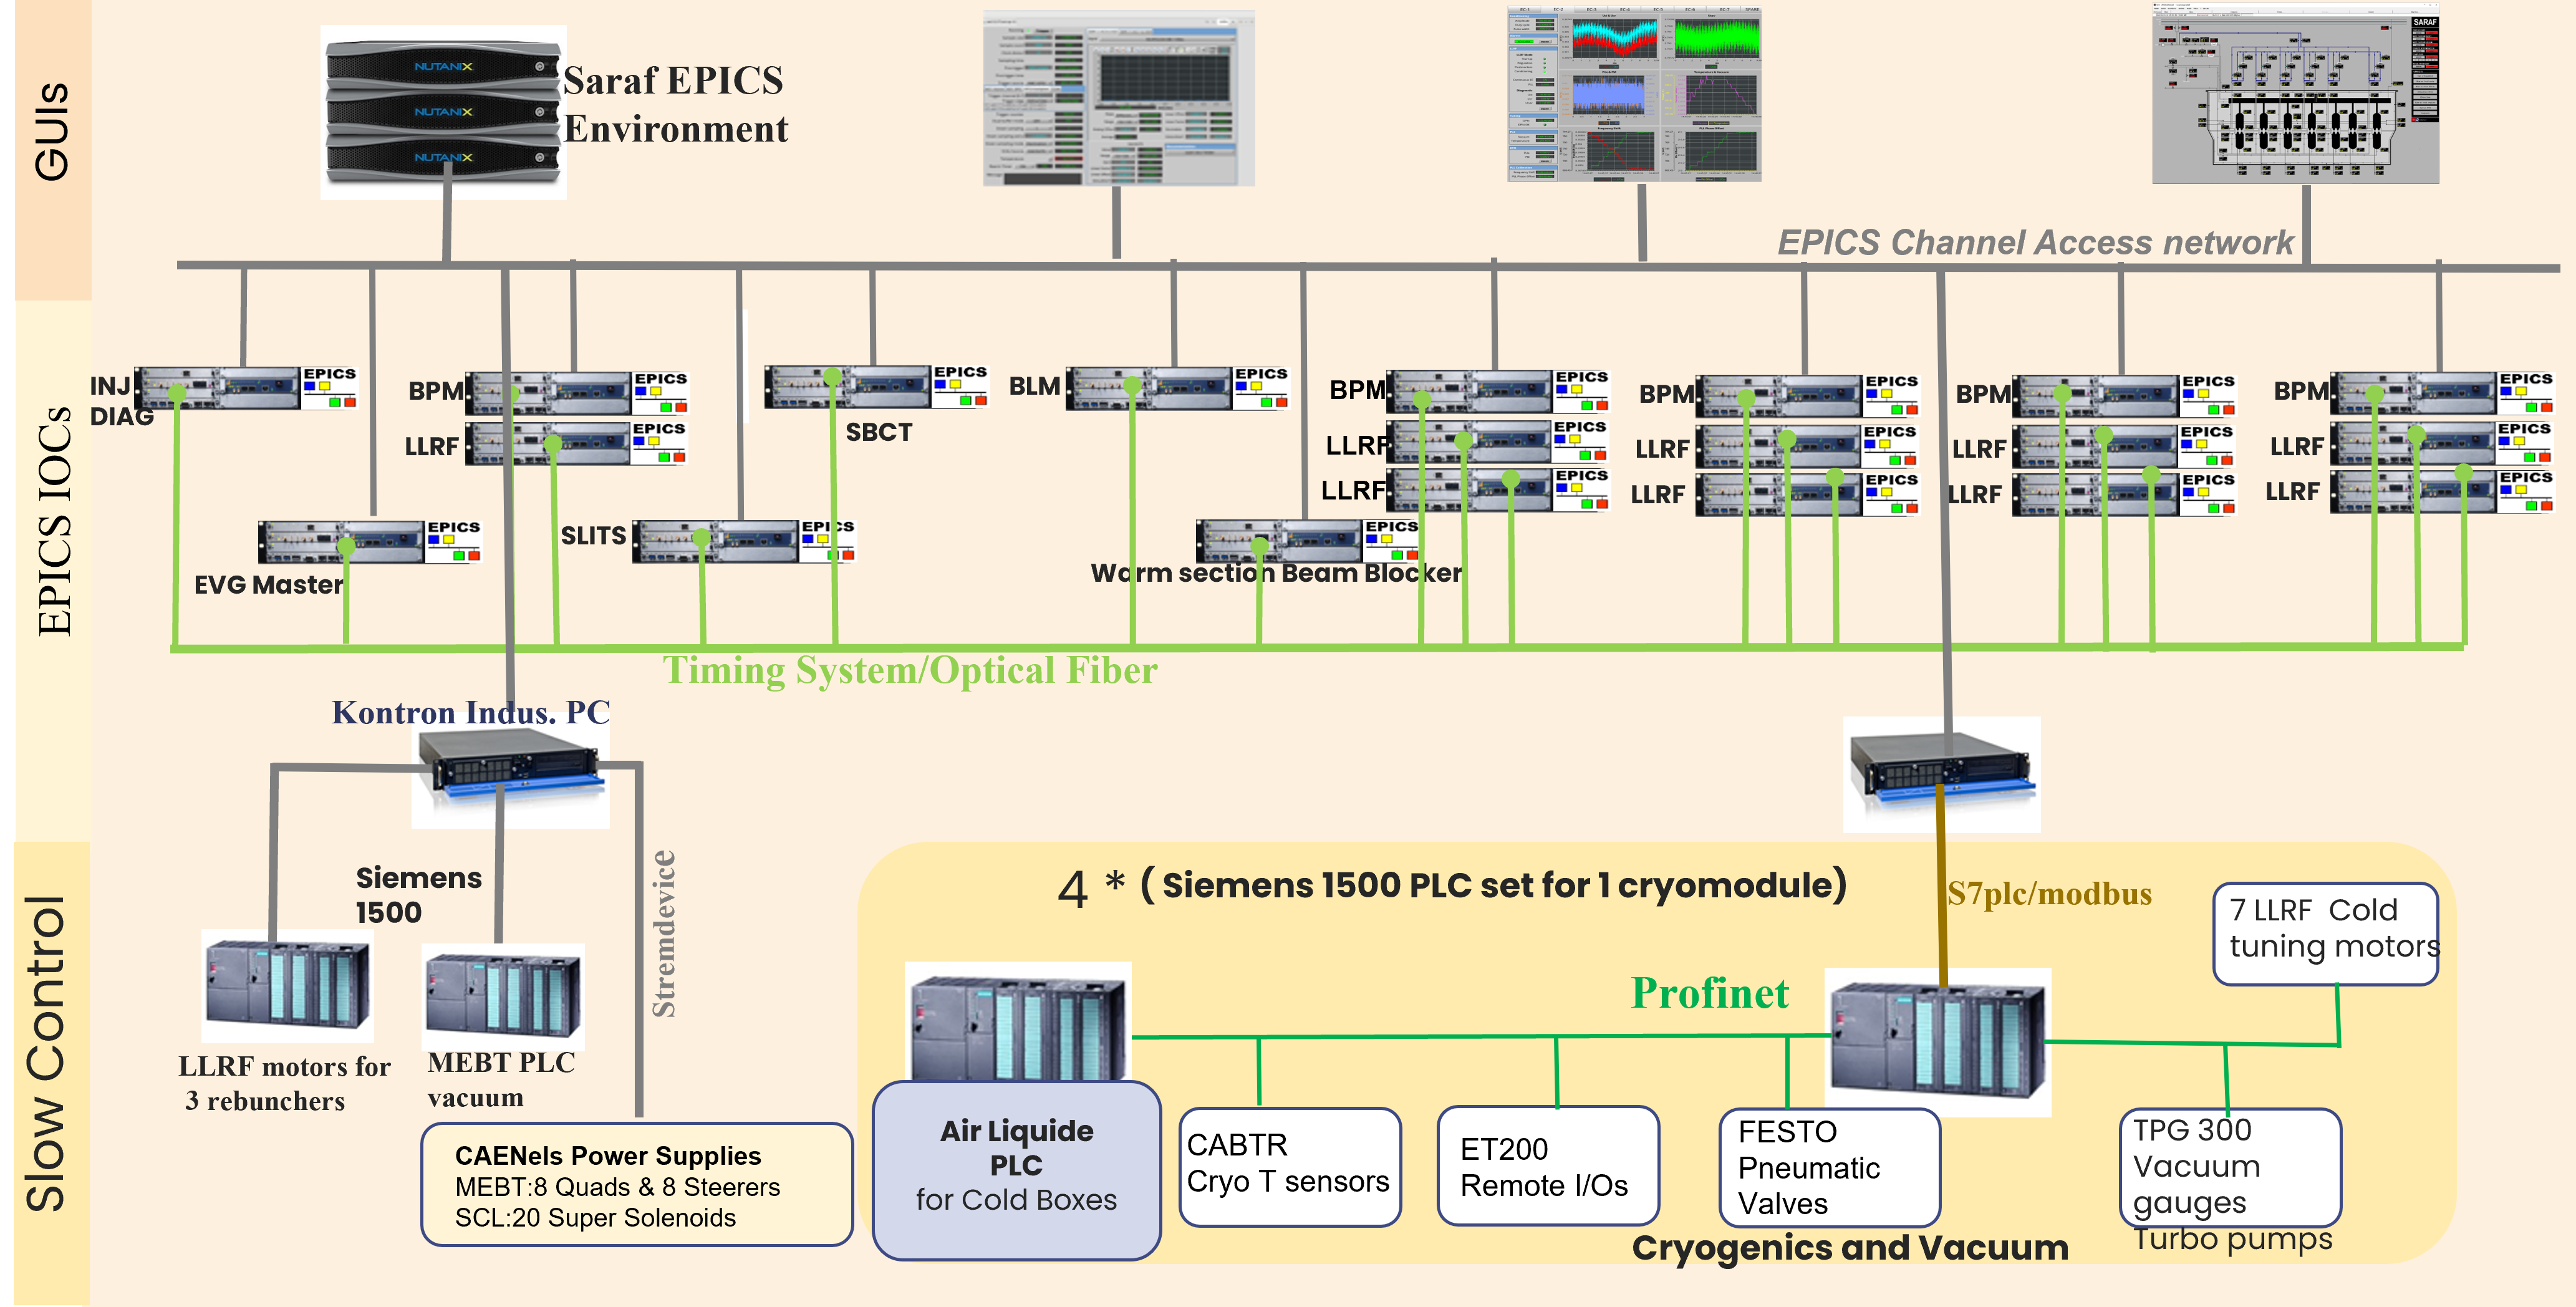 GUIs
NUTANIX
NUTANIX
NUTANIX
Saraf EPICS
Environment
SARAF
EPICS Channel Access network
EPICS IOCs
INJ
DIAG
EPICS
BPM
EPICS
LLRF
EPICS
EPICS
SBCT
BLM
EPICS
BPM
EPICS
LLRF
EPICS
LLRF
EPICS
BPM
EPICS
LLRF
EPICS
LLRF
EPICS
BPM
EPICS
LLRF
EPICS
LLRF
EPICS
BPM
EPICS
LLRF
EPICS
LLRF
EPICS
EPICS
EVG Master
SLITS
EPICS
EPICS
Warm section Beam Blocker
Timing System/Optical Fiber
Kontron Indus. PC
Slow Control
Siemens
1500
Stremdevice
LLRF motors for
3 rebunchers
MEBT PLC
vacuum
CAENels Power Supplies
MEBT:8 Quads & 8 Steerers
SCL:20 Super Solenoids
4 * ( Siemens 1500 PLC set for 1 cryomodule)
S7plc/modbus
7 LLRF Cold
tuning motors
Profinet
Air Liquide
PLC
for Cold Boxes
CABTR
Cryo T sensors
ET200
Remote I/Os
FESTO
Pneumatic
Valves
TPG 300
Vacuum
gauges
Turbo pumps
Cryogenics and Vacuum